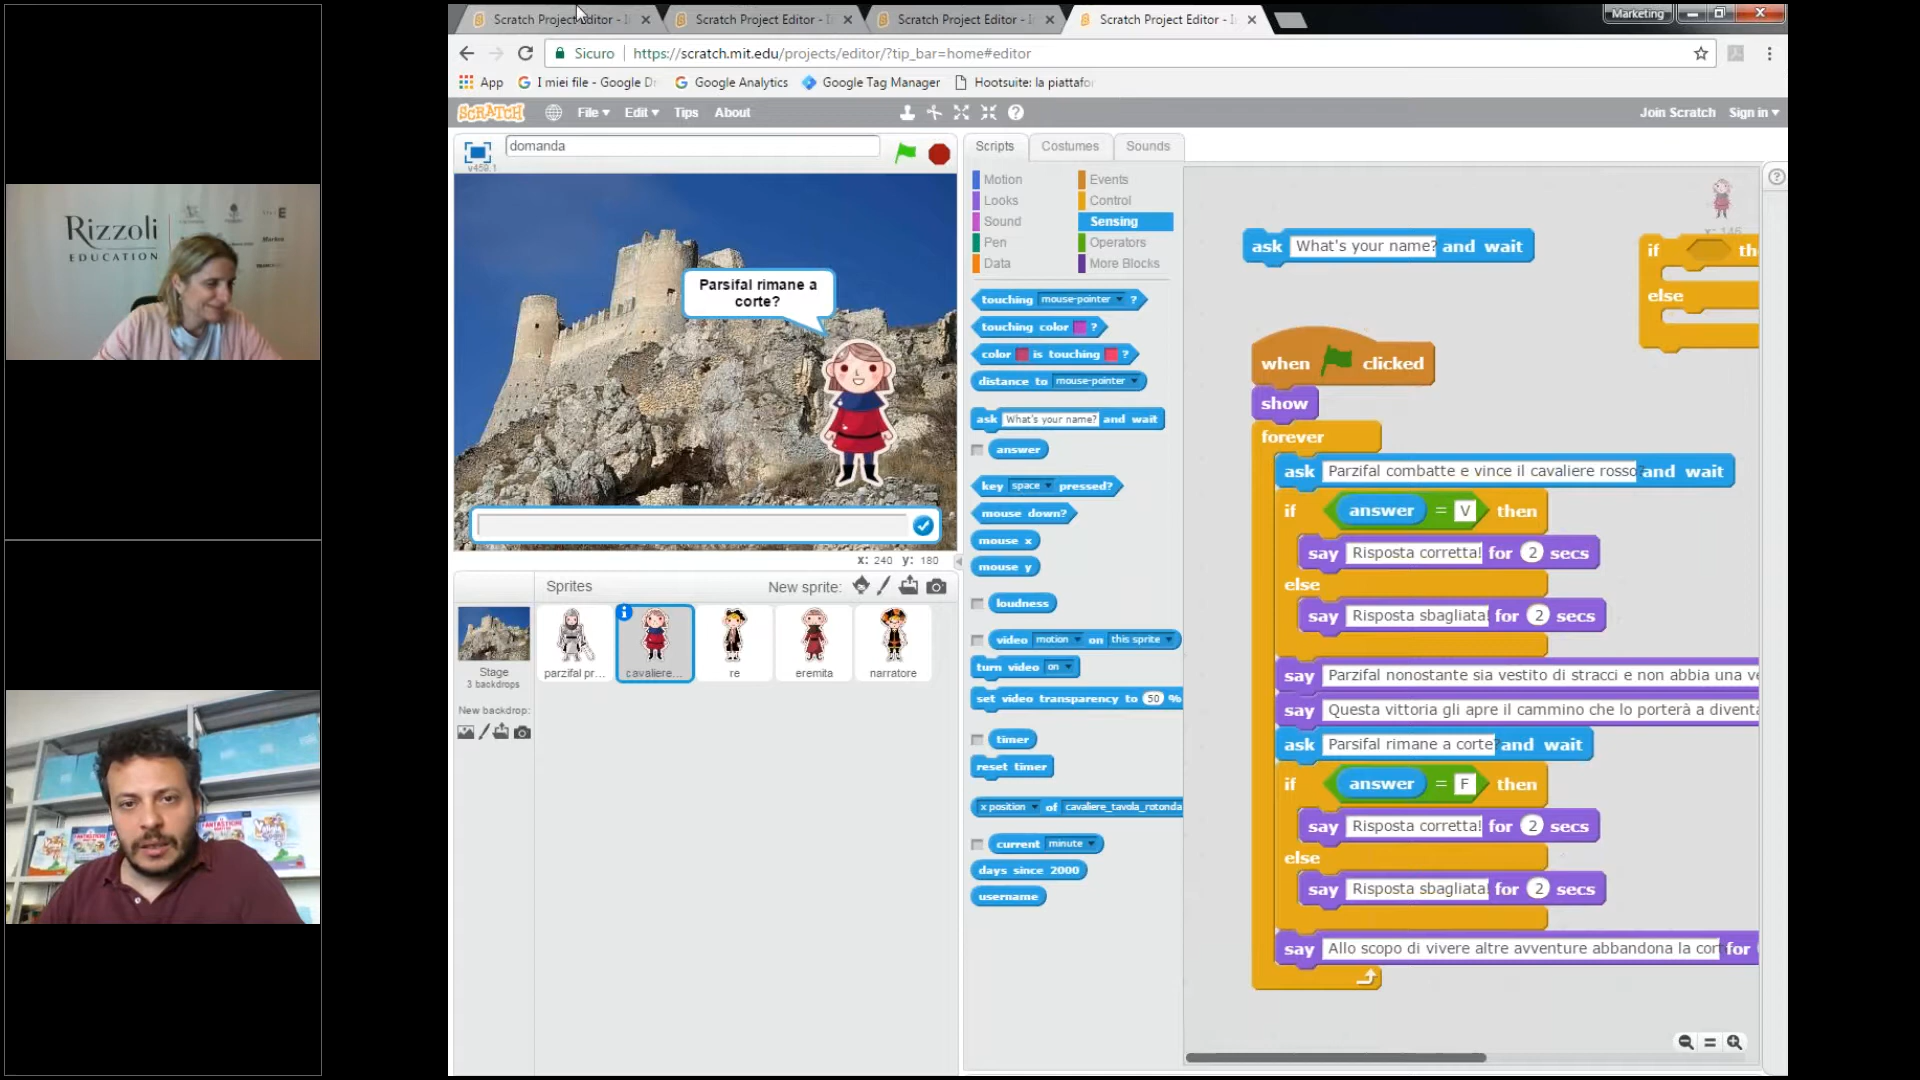 Scratch Project Editor - I
Scratch Project Editor - I
Scratch Project Editor - I
Scratch Project Editor - I
Marketing
Sicuro
https://scratch.mit.edu/projects/editor/?tip_bar=home#editor
App
I miei file - Google Dr
Google Analytics
Google Tag Manager
Hootsuite: la piattafor
SCRATCH
File
Edit
Tips
About
Join Scratch
Sign in
domanda
v459.1
Parsifal rimane a
corte?
x: 240 y: 180
Sprites
New sprite:
Stage
3 backdrops
New backdrop:
parzifal pr...
cavaliere...
re
eremita
narratore
Scripts
Costumes
Sounds
Motion
Looks
Sound
Pen
Data
Events
Control
Sensing
Operators
More Blocks
touching mouse-pointer ?
touching color ?
color is touching ?
distance to mouse-pointer
ask What's your name? and wait
answer
key space pressed?
mouse down?
mouse x
mouse y
loudness
video motion on this sprite
turn video on
set video transparency to 50 %
timer
reset timer
x position of cavaliere_tavola_rotonda
current minute
days since 2000
username
ask What's your name? and wait
if the
else
when clicked
show
forever
ask Parzifal combatte e vince il cavaliere rosso? and wait
if answer = V then
say Risposta corretta! for 2 secs
else
say Risposta sbagliata! for 2 secs
say Parzifal nonostante sia vestito di stracci e non abbia una ve
say Questa vittoria gli apre il cammino che lo porterà a diventa
ask Parsifal rimane a corte? and wait
if answer = F then
say Risposta corretta! for 2 secs
else
say Risposta sbagliata! for 2 secs
say Allo scopo di vivere altre avventure abbandona la cort for
Rizzoli
EDUCATION